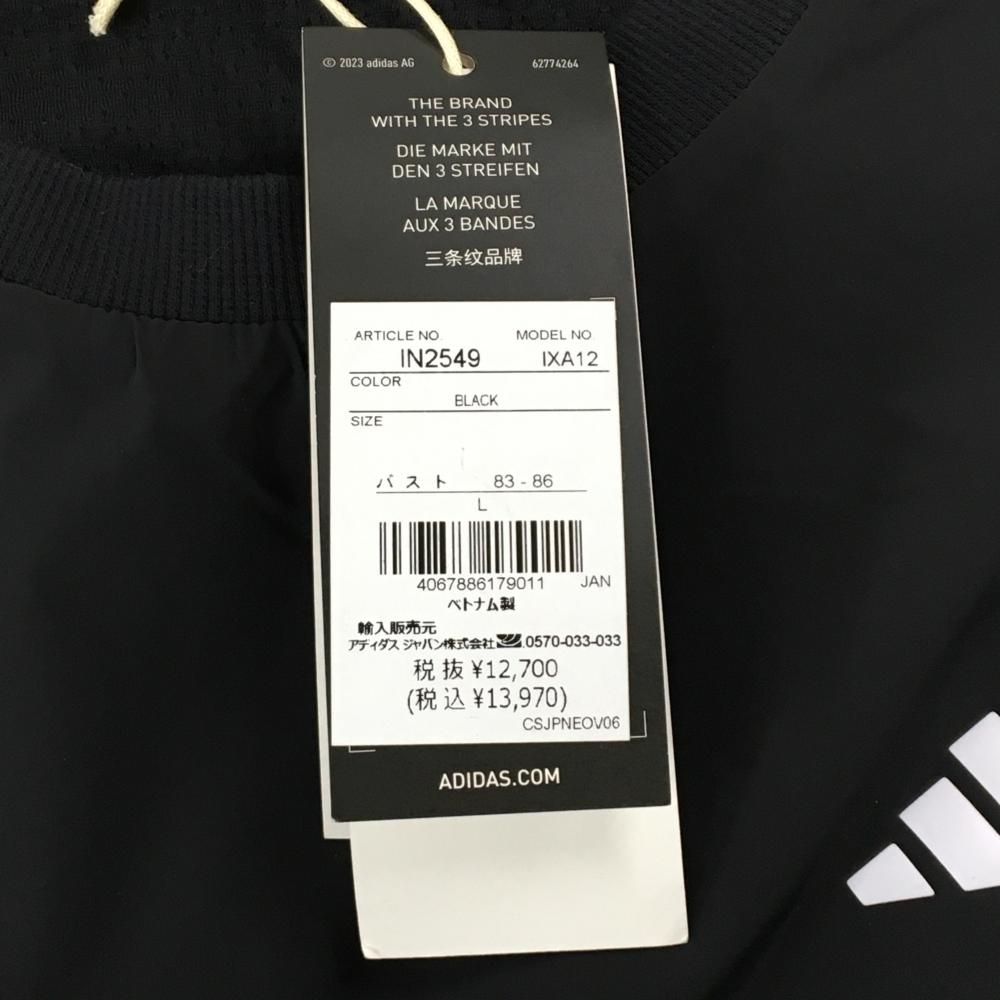 © 2023 adidas AG 62774264
THE BRAND
WITH THE 3 STRIPES
DIE MARKE MIT
DEN 3 STREIFEN
LA MARQUE
AUX 3 BANDES
三条纹品牌
ARTICLE NO. MODEL NO
IN2549 IXA12
COLOR
BLACK
SIZE
バスト 83 - 86
L
4067886179011 JAN
ベトナム製
輸入販売元
アディダス ジャパン株式会社 0570-033-033
税抜 ¥12,700
(税込 ¥13,970)
CSJPNEOV06
ADIDAS.COM